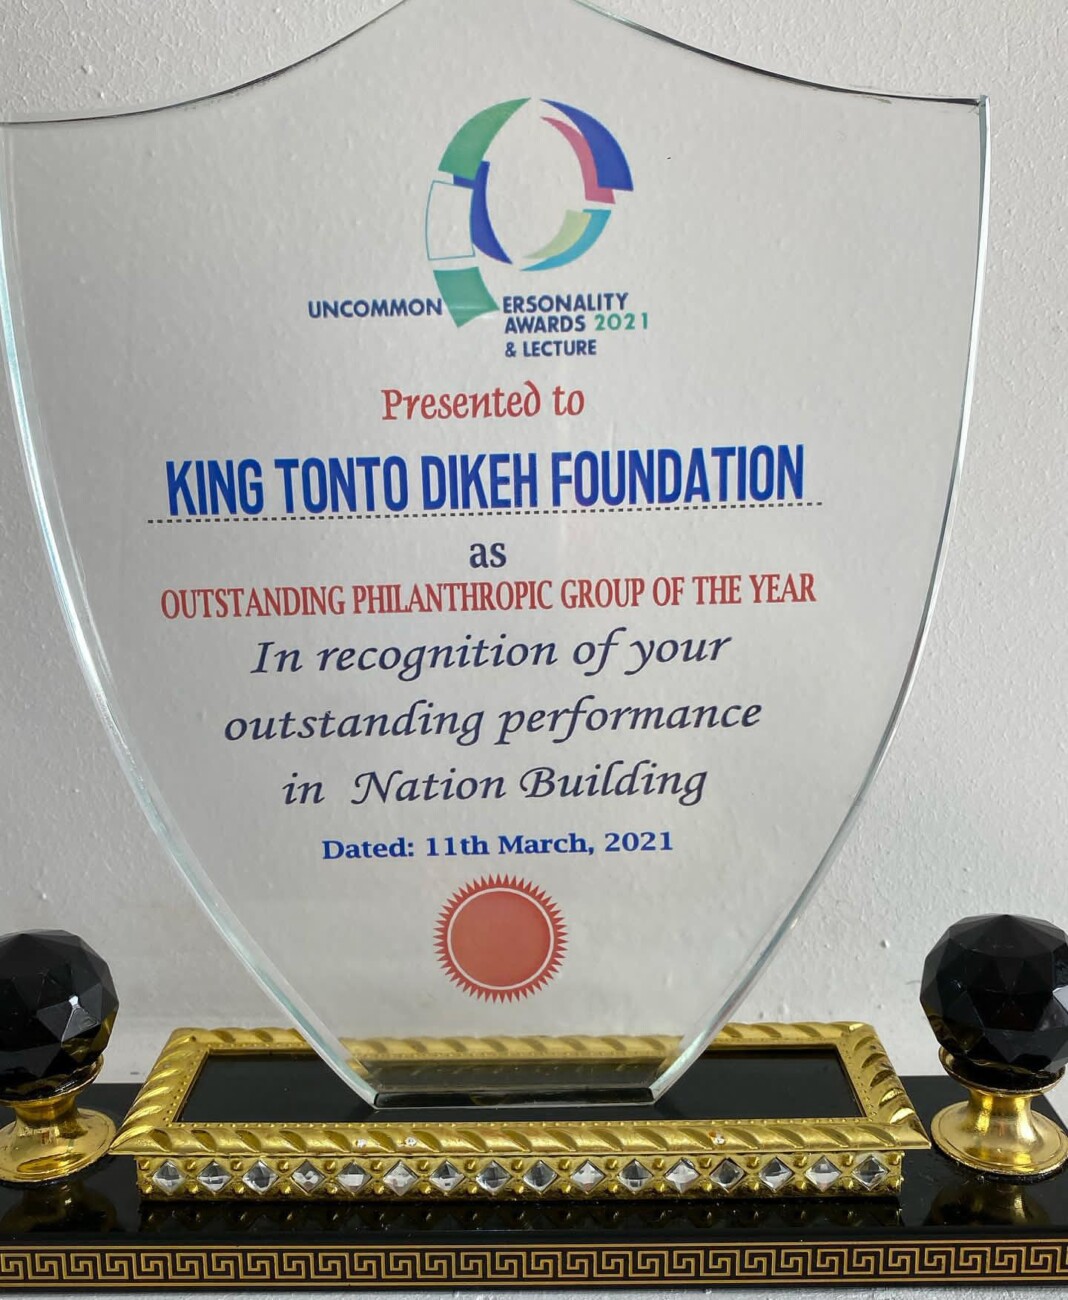 UNCOMMON ERSONALITY
AWARDS 2021
& LECTURE
Presented to
KING TONTO DIKEH FOUNDATION
as
OUTSTANDING PHILANTHROPIC GROUP OF THE YEAR
In recognition of your
outstanding performance
in Nation Building
Dated: 11th March, 2021